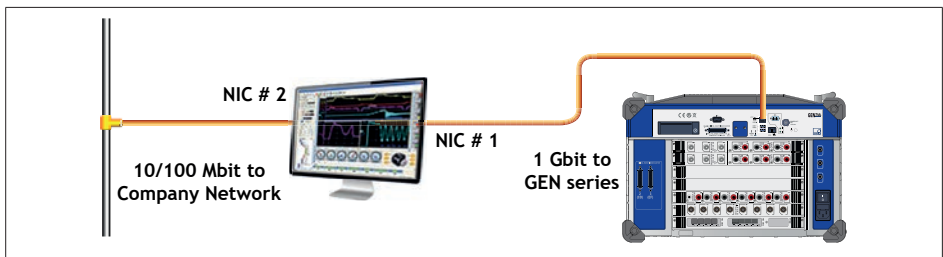 NIC # 2
NIC # 1
10/100 Mbit to
Company Network
1 Gbit to
GEN series